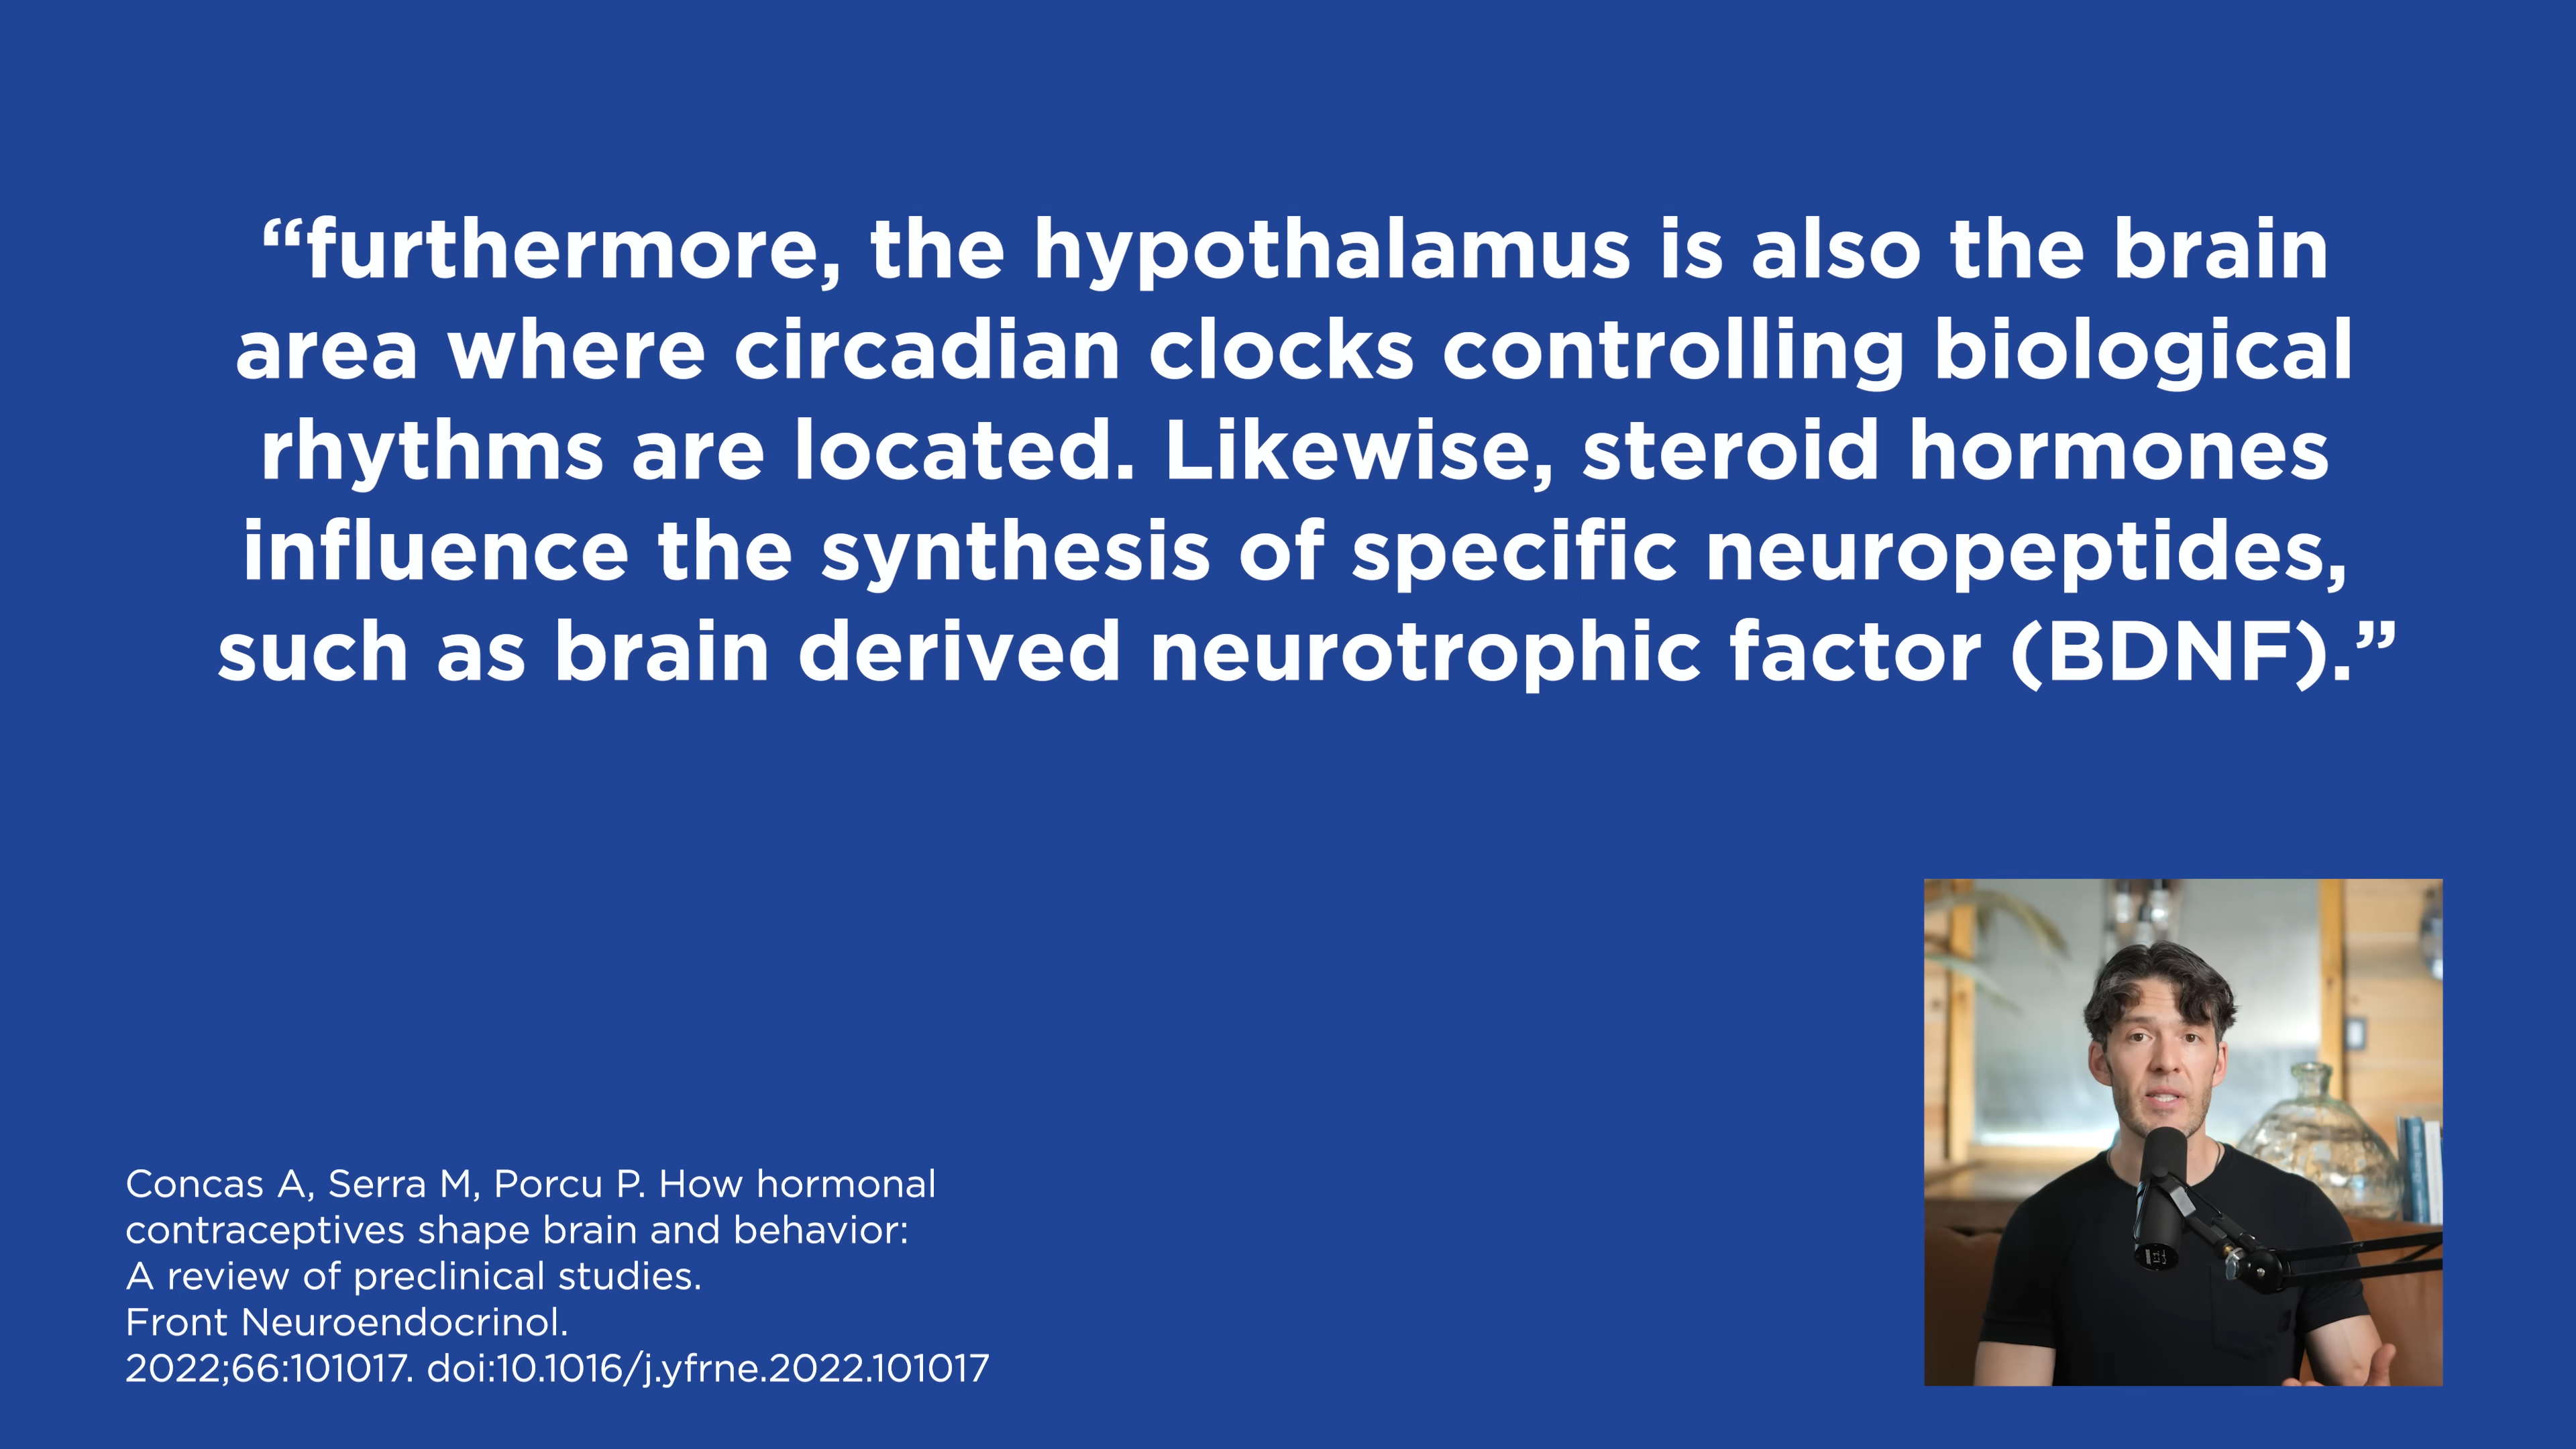 “furthermore, the hypothalamus is also the brain
area where circadian clocks controlling biological
rhythms are located. Likewise, steroid hormones
influence the synthesis of specific neuropeptides,
such as brain derived neurotrophic factor (BDNF).”
Concas A, Serra M, Porcu P. How hormonal
contraceptives shape brain and behavior:
A review of preclinical studies.
Front Neuroendocrinol.
2022;66:101017. doi:10.1016/j.yfrne.2022.101017